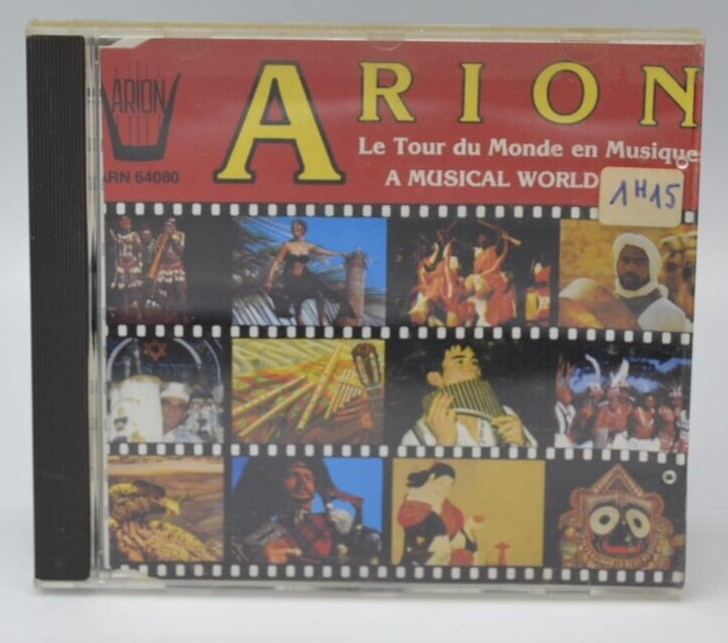 ARION
ARN 64080
ARION
Le Tour du Monde en Musique
A MUSICAL WORLD
1H15